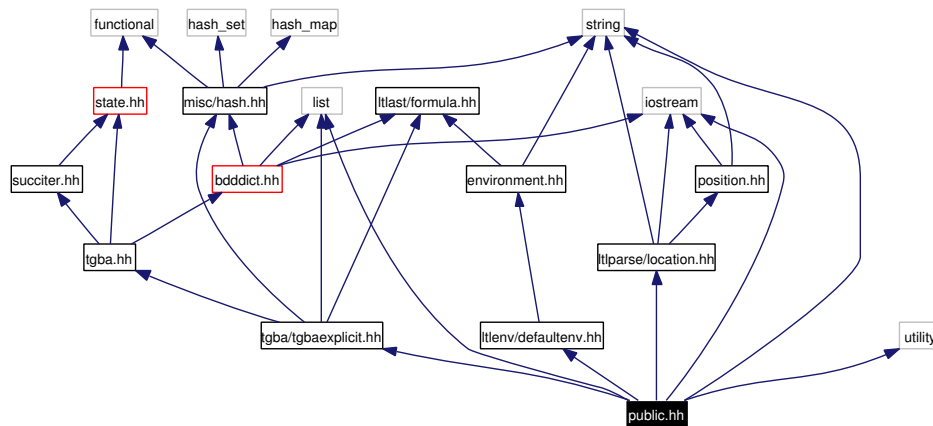 functional
hash_set
hash_map
string
state.hh
misc/hash.hh
list
ltlast/formula.hh
iostream
succiter.hh
bdddict.hh
environment.hh
position.hh
tgba.hh
ltlparse/location.hh
tgba/tgbaexplicit.hh
ltlenv/defaultenv.hh
utility
public.hh